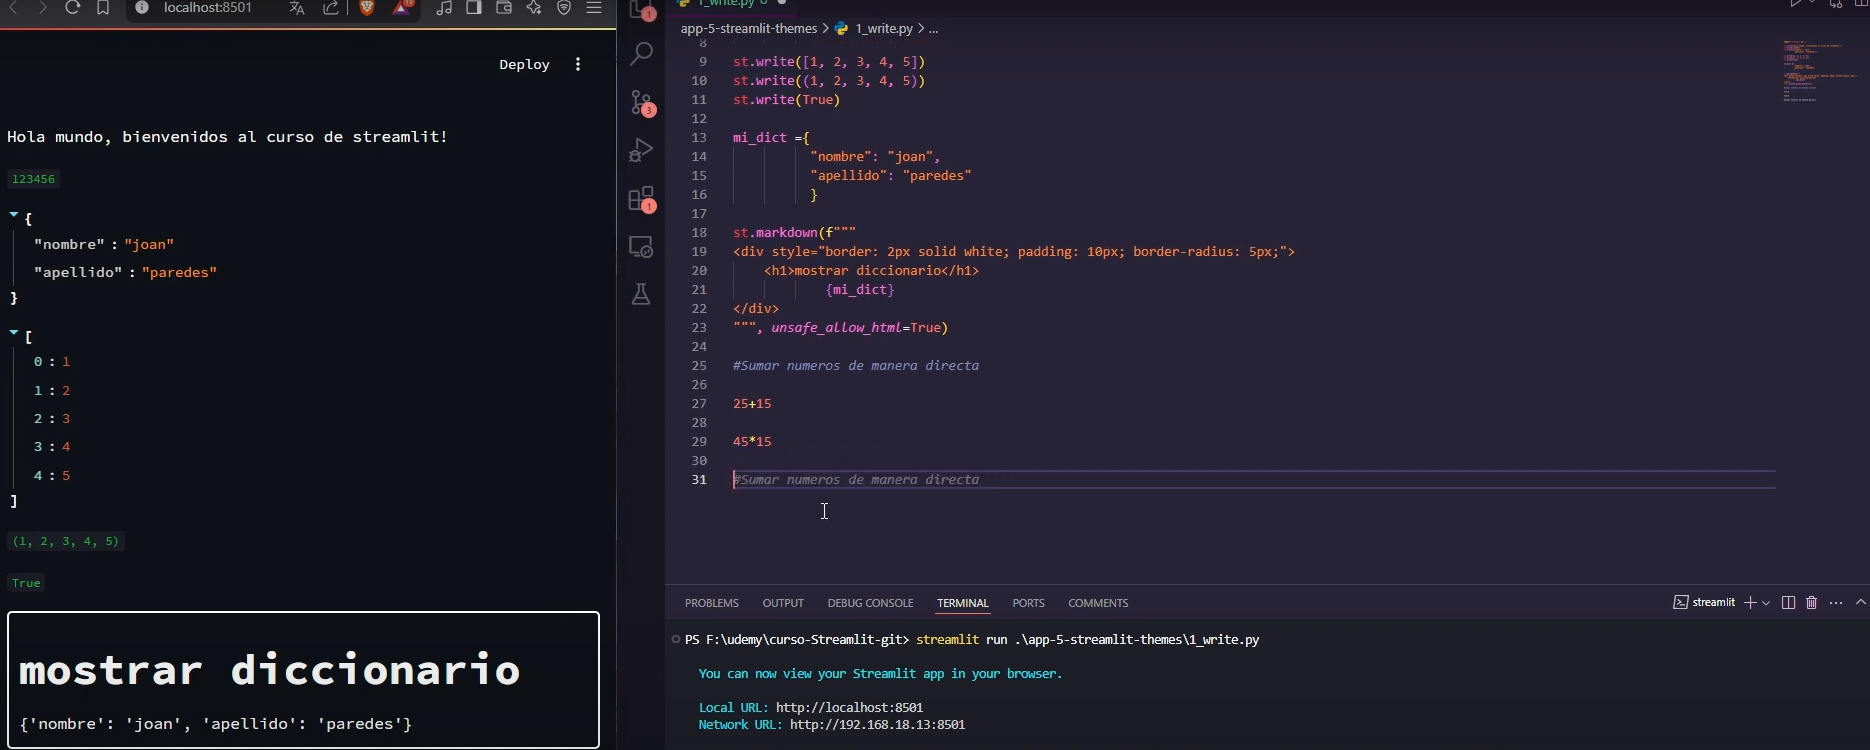 localhost:8501
Deploy
Hola mundo, bienvenidos al curso de streamlit!
123456
{
"nombre" : "joan"
"apellido" : "paredes"
}
[
0 : 1
1 : 2
2 : 3
3 : 4
4 : 5
]
(1, 2, 3, 4, 5)
True
mostrar diccionario
{'nombre': 'joan', 'apellido': 'paredes'}
1
3
1
1_write.py
app-5-streamlit-themes > 1_write.py > ...
8
9 st.write([1, 2, 3, 4, 5])
10 st.write((1, 2, 3, 4, 5))
11 st.write(True)
12
13 mi_dict ={
14 "nombre": "joan",
15 "apellido": "paredes"
16 }
17
18 st.markdown(f"""
19 <div style="border: 2px solid white; padding: 10px; border-radius: 5px;">
20 <h1>mostrar diccionario</h1>
21 {mi_dict}
22 </div>
23 """, unsafe_allow_html=True)
24
25 #Sumar numeros de manera directa
26
27 25+15
28
29 45*15
30
31 #Sumar numeros de manera directa
PROBLEMS OUTPUT DEBUG CONSOLE TERMINAL PORTS COMMENTS
streamlit
PS F:\udemy\curso-Streamlit-git> streamlit run .\app-5-streamlit-themes\1_write.py
You can now view your Streamlit app in your browser.
Local URL: http://localhost:8501
Network URL: http://192.168.18.13:8501